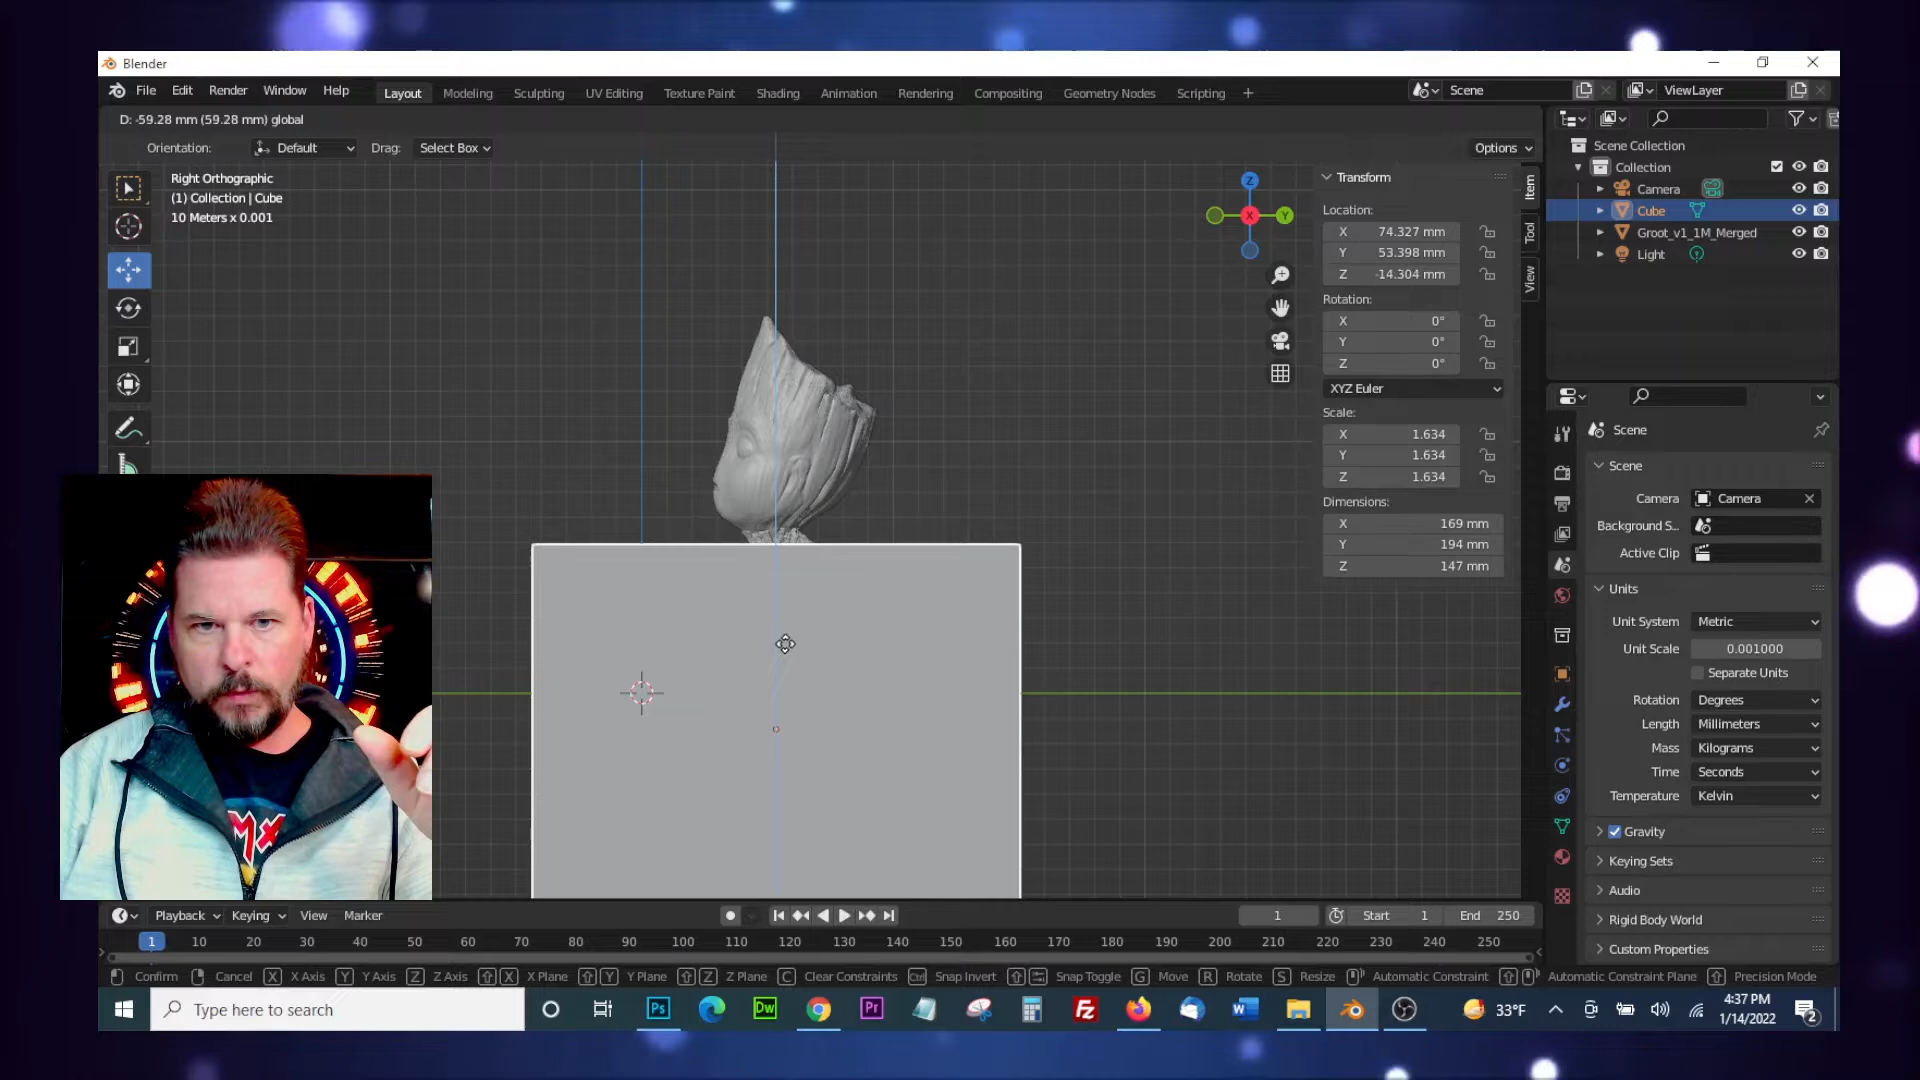 Blender
File Edit Render Window Help
Layout Modeling Sculpting UV Editing Texture Paint Shading Animation Rendering Compositing Geometry Nodes Scripting +
Scene
ViewLayer
D: -59.28 mm (59.28 mm) global
Orientation: Default Drag: Select Box
Options
Right Orthographic
(1) Collection | Cube
10 Meters x 0.001
Z
X
Y
Transform
Location:
X 74.327 mm
Y 53.398 mm
Z -14.304 mm
Rotation:
X 0°
Y 0°
Z 0°
XYZ Euler
Scale:
X 1.634
Y 1.634
Z 1.634
Dimensions:
X 169 mm
Y 194 mm
Z 147 mm
Item
Tool
View
Scene Collection
Collection
Camera
Cube
Groot_v1_1M_Merged
Light
Scene
Scene
Camera Camera
Background S...
Active Clip
Units
Unit System Metric
Unit Scale 0.001000
Separate Units
Rotation Degrees
Length Millimeters
Mass Kilograms
Time Seconds
Temperature Kelvin
Gravity
Keying Sets
Audio
Rigid Body World
Custom Properties
Playback Keying View Marker
1 Start 1 End 250
1 10 20 30 40 50 60 70 80 90 100 110 120 130 140 150 160 170 180 190 200 210 220 230 240 250
Confirm Cancel X X Axis Y Y Axis Z Z Axis X X Plane Y Y Plane Z Z Plane C Clear Constraints Ctrl Snap Invert Snap Toggle G Move R Rotate S Resize Automatic Constraint Automatic Constraint Plane Precision Mode
Type here to search
Ps
Dw
Pr
Fz
W
33°F
4:37 PM
1/14/2022
2